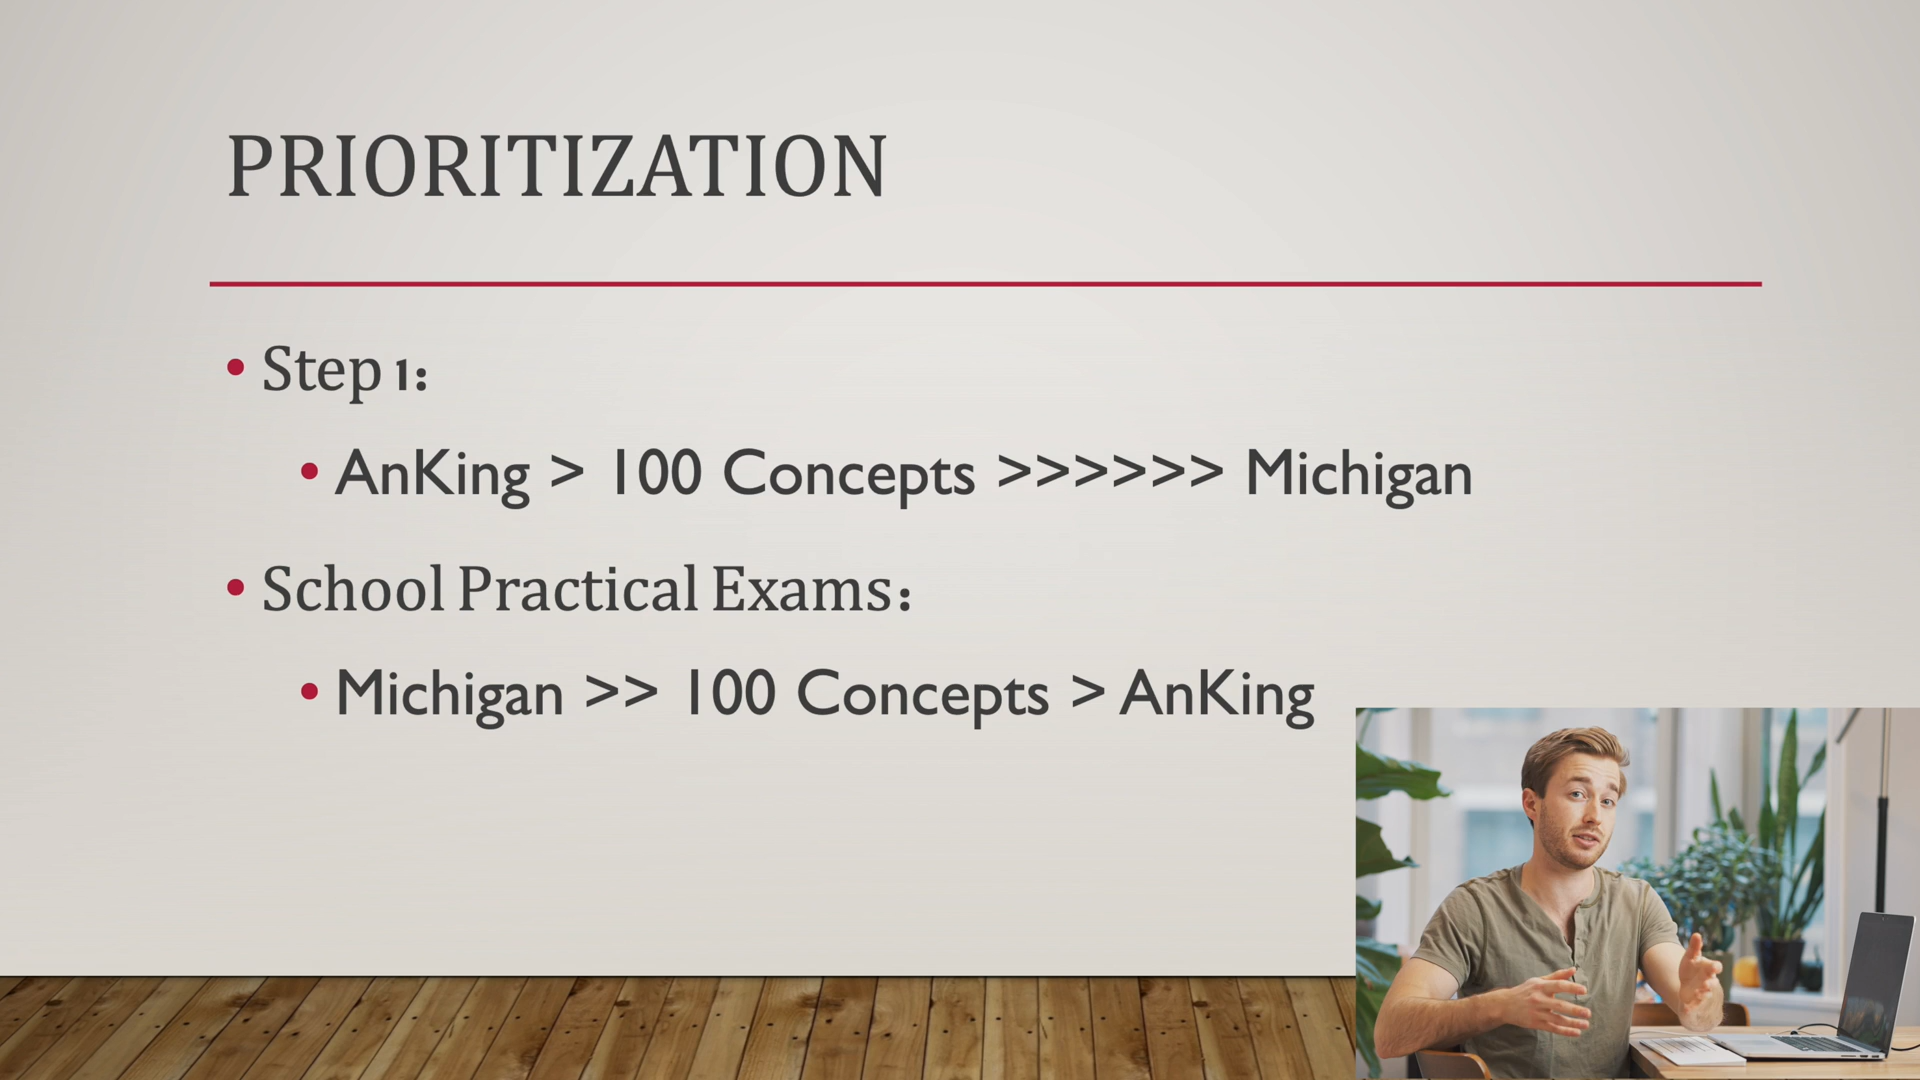 PRIORITIZATION
• Step 1:
• AnKing > 100 Concepts >>>>>> Michigan
• School Practical Exams:
• Michigan >> 100 Concepts > AnKing